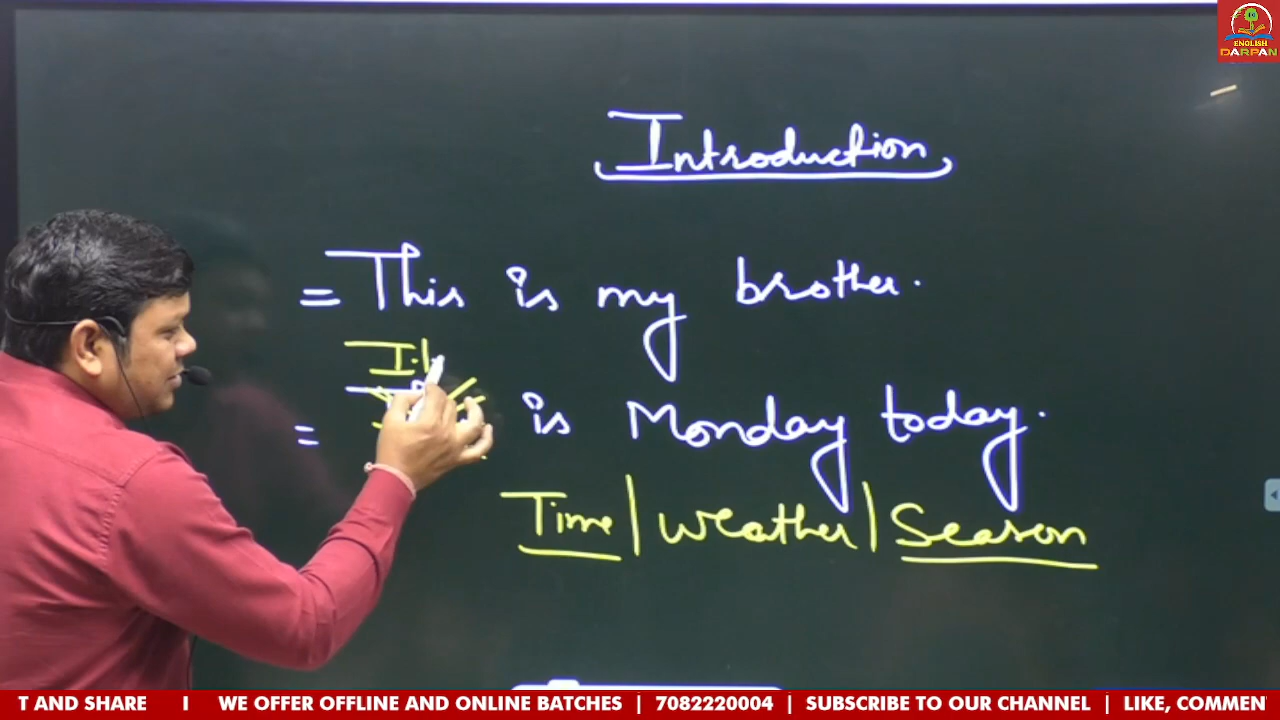 ENGLISH
DARPAN
Introduction
= This is my brother.
= is Monday today.
Time | Weather | Season
T AND SHARE I WE OFFER OFFLINE AND ONLINE BATCHES | 7082220004 | SUBSCRIBE TO OUR CHANNEL | LIKE, COMMEN